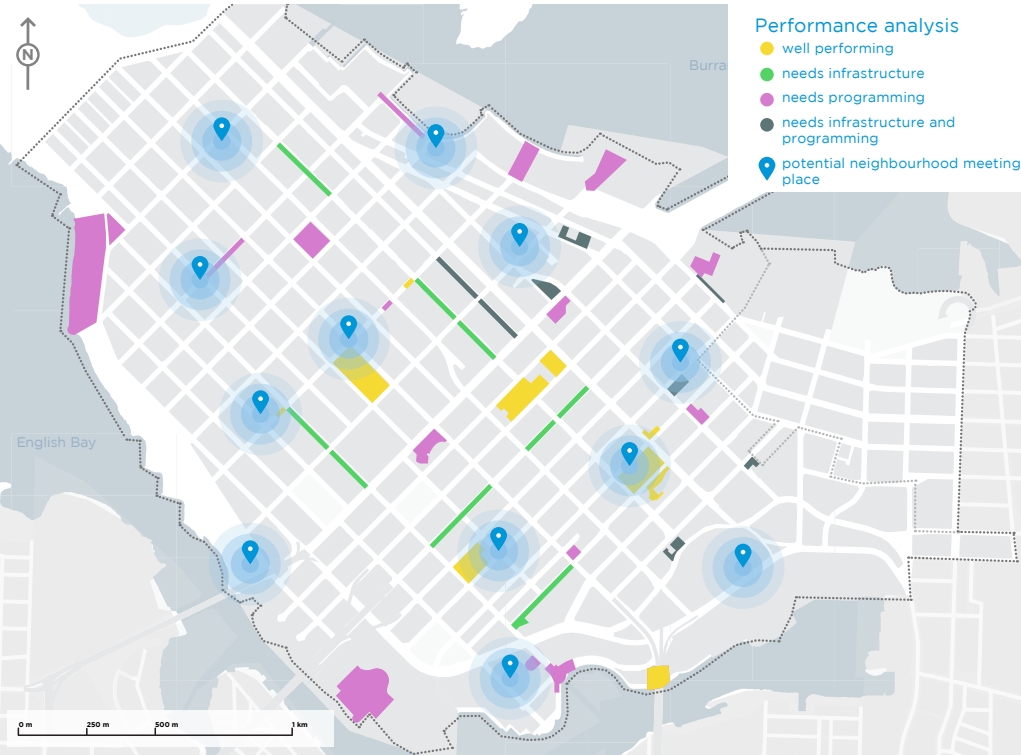 N
Burra
Performance analysis
well performing
needs infrastructure
needs programming
needs infrastructure and
programming
potential neighbourhood meeting
place
English Bay
0 m
250 m
500 m
1 km